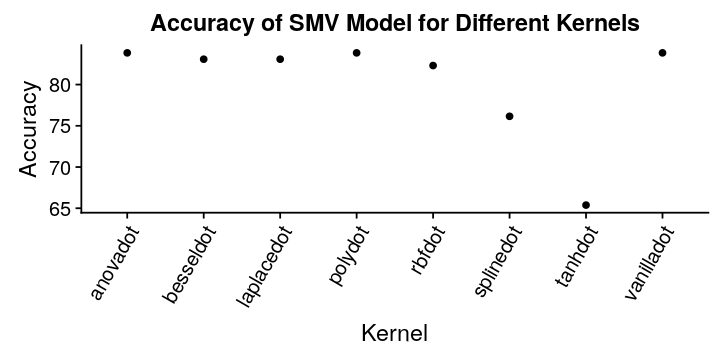 Accuracy of SMV Model for Different Kernels
Accuracy
80
75
70
65
anovadot
besseldot
laplacedot
polydot
rbfdot
splinedot
tanhdot
vanilladot
Kernel